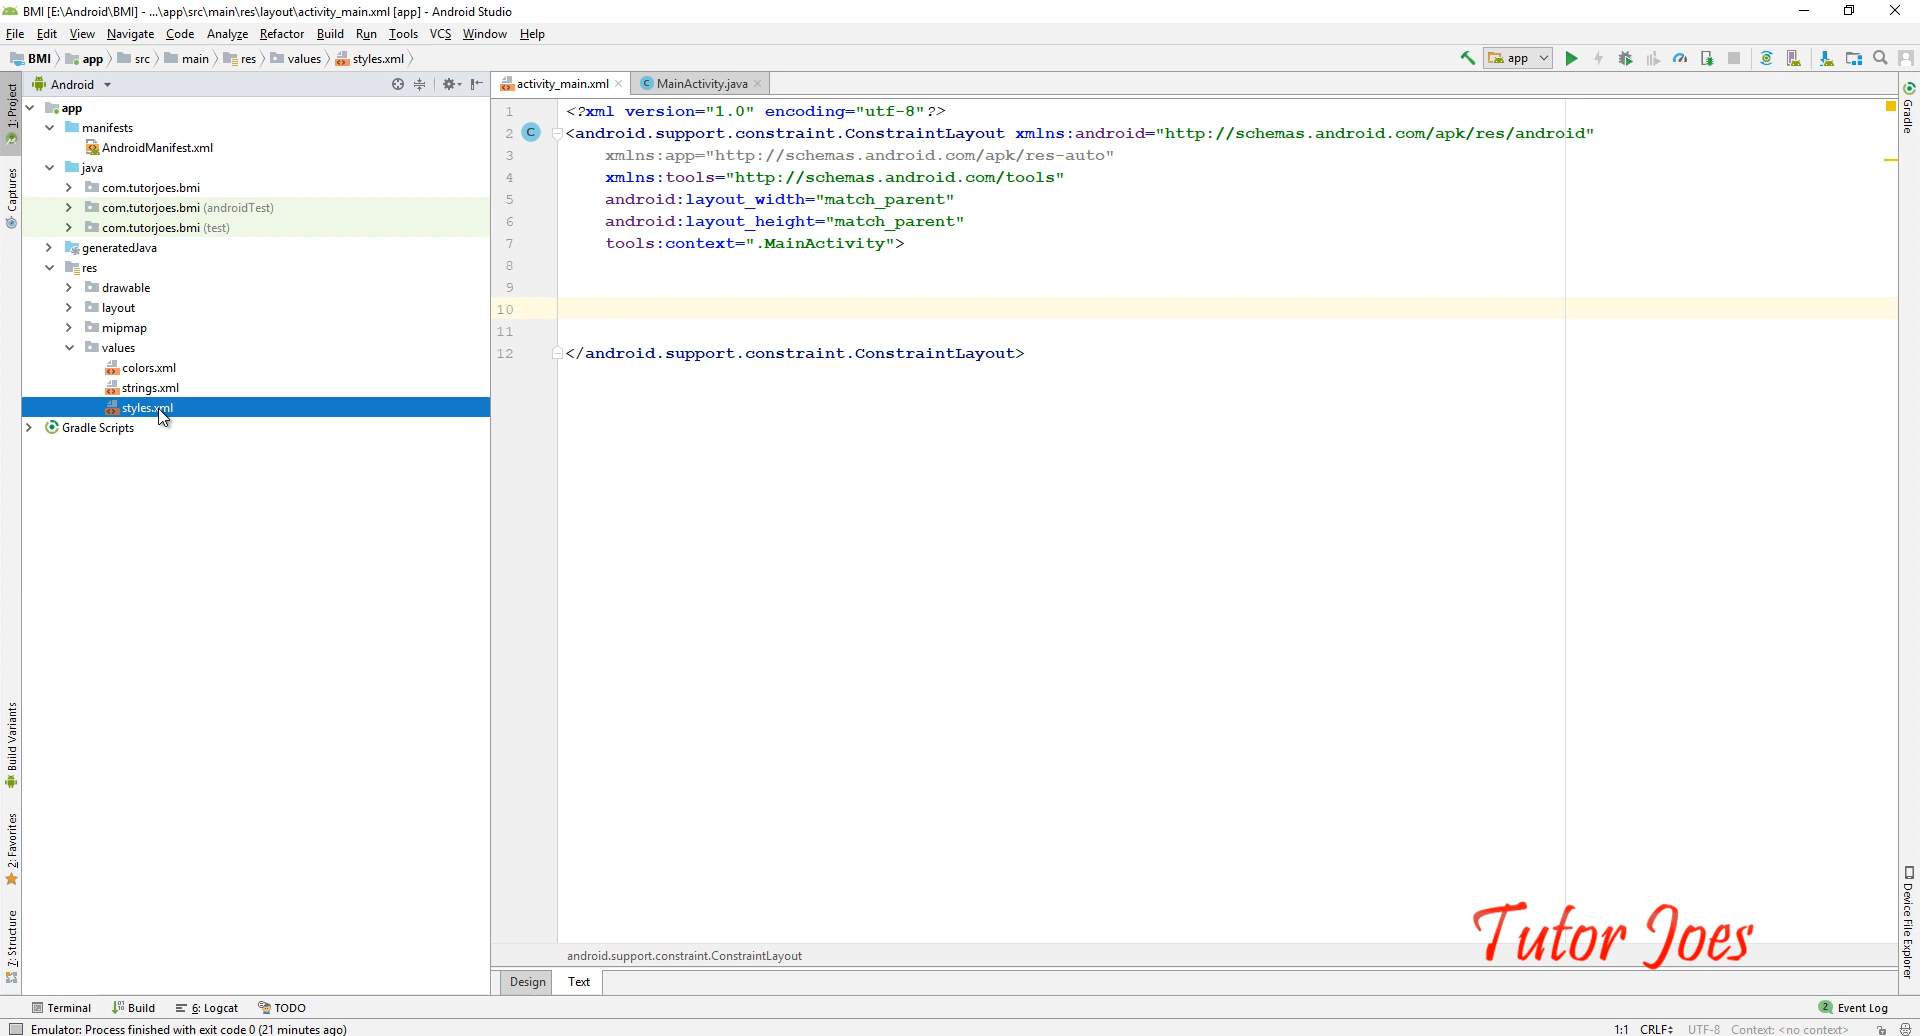 BMI [E:\Android\BMI] - ...\app\src\main\res\layout\activity_main.xml [app] - Android Studio
File Edit View Navigate Code Analyze Refactor Build Run Tools VCS Window Help
BMI app src main res values styles.xml
app
1: Project
Captures
Build Variants
2: Favorites
7: Structure
Android
app
manifests
AndroidManifest.xml
java
com.tutorjoes.bmi
com.tutorjoes.bmi (androidTest)
com.tutorjoes.bmi (test)
generatedJava
res
drawable
layout
mipmap
values
colors.xml
strings.xml
styles.xml
Gradle Scripts
activity_main.xml MainActivity.java
1 <?xml version="1.0" encoding="utf-8"?>
2 <android.support.constraint.ConstraintLayout xmlns:android="http://schemas.android.com/apk/res/android"
3 xmlns:app="http://schemas.android.com/apk/res-auto"
4 xmlns:tools="http://schemas.android.com/tools"
5 android:layout_width="match_parent"
6 android:layout_height="match_parent"
7 tools:context=".MainActivity">
8
9
10
11
12 </android.support.constraint.ConstraintLayout>
android.support.constraint.ConstraintLayout
Design Text
Gradle
Device File Explorer
Tutor Joes
Terminal Build 6: Logcat TODO
2 Event Log
Emulator: Process finished with exit code 0 (21 minutes ago)
1:1 CRLF UTF-8 Context: <no context>